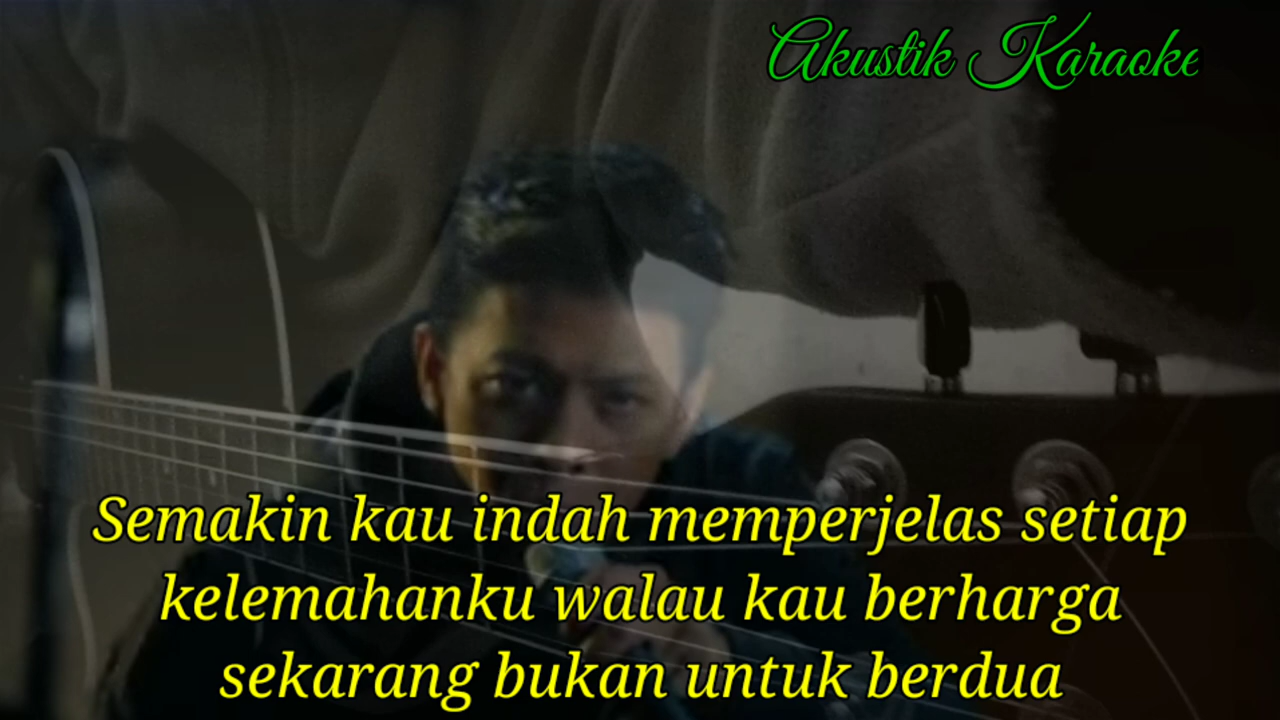 Akustik Karaoke
Semakin kau indah memperjelas setiap
kelemahanku walau kau berharga
sekarang bukan untuk berdua